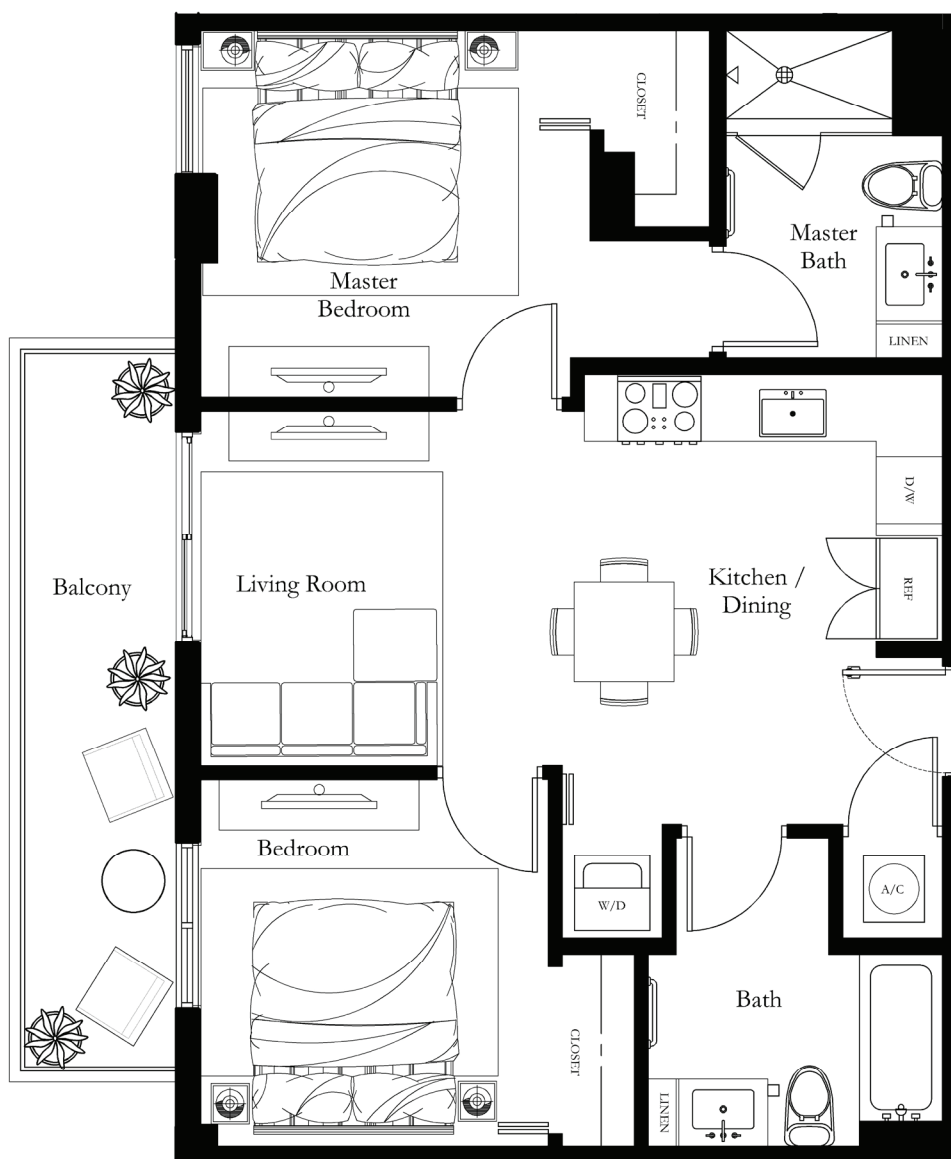 CLOSET
Master
Bath
Master
Bedroom
LINEN
D/W
Balcony
Living Room
Kitchen /
Dining
REF
Bedroom
W/D
A/C
Bath
CLOSET
LINEN